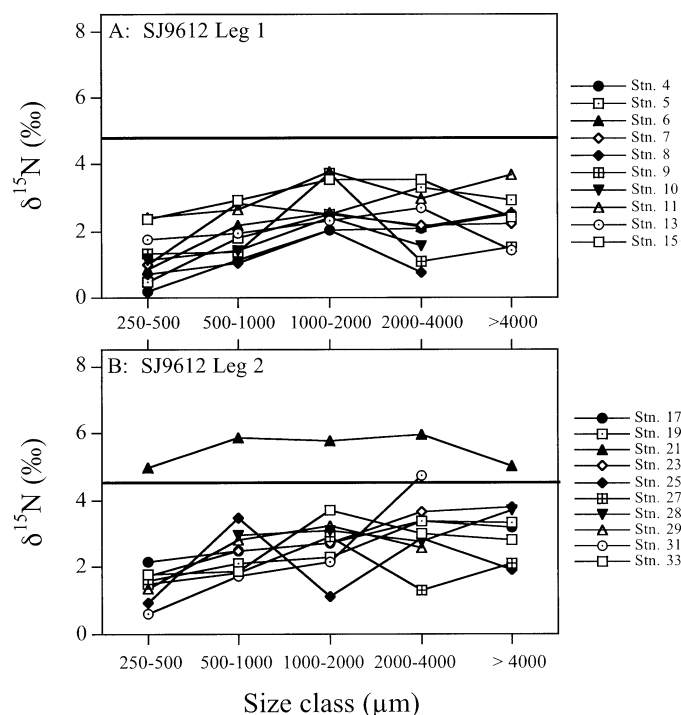 A: SJ9612 Leg 1
8
6
4
2
0
δ15N (‰)
250-500 500-1000 1000-2000 2000-4000 >4000
Stn. 4
Stn. 5
Stn. 6
Stn. 7
Stn. 8
Stn. 9
Stn. 10
Stn. 11
Stn. 13
Stn. 15
B: SJ9612 Leg 2
8
6
4
2
0
δ15N (‰)
250-500 500-1000 1000-2000 2000-4000 > 4000
Stn. 17
Stn. 19
Stn. 21
Stn. 23
Stn. 25
Stn. 27
Stn. 28
Stn. 29
Stn. 31
Stn. 33
Size class (µm)